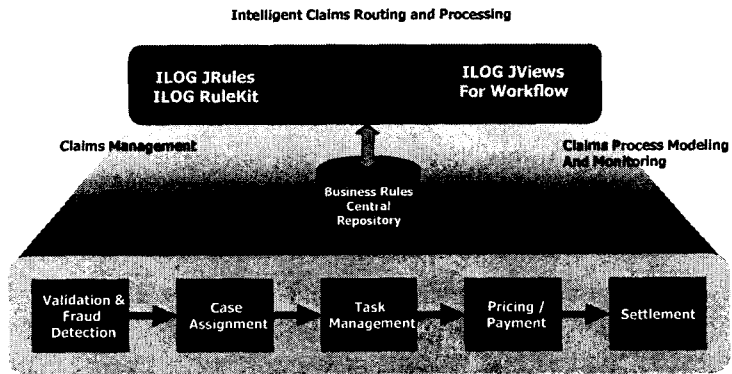 Intelligent Claims Routing and Processing
ILOG JRules
ILOG RuleKit
ILOG JViews
For Workflow
Claims Management
Claims Process Modeling
And Monitoring
Business Rules
Central
Repository
Validation &
Fraud
Detection
Case
Assignment
Task
Management
Pricing /
Payment
Settlement